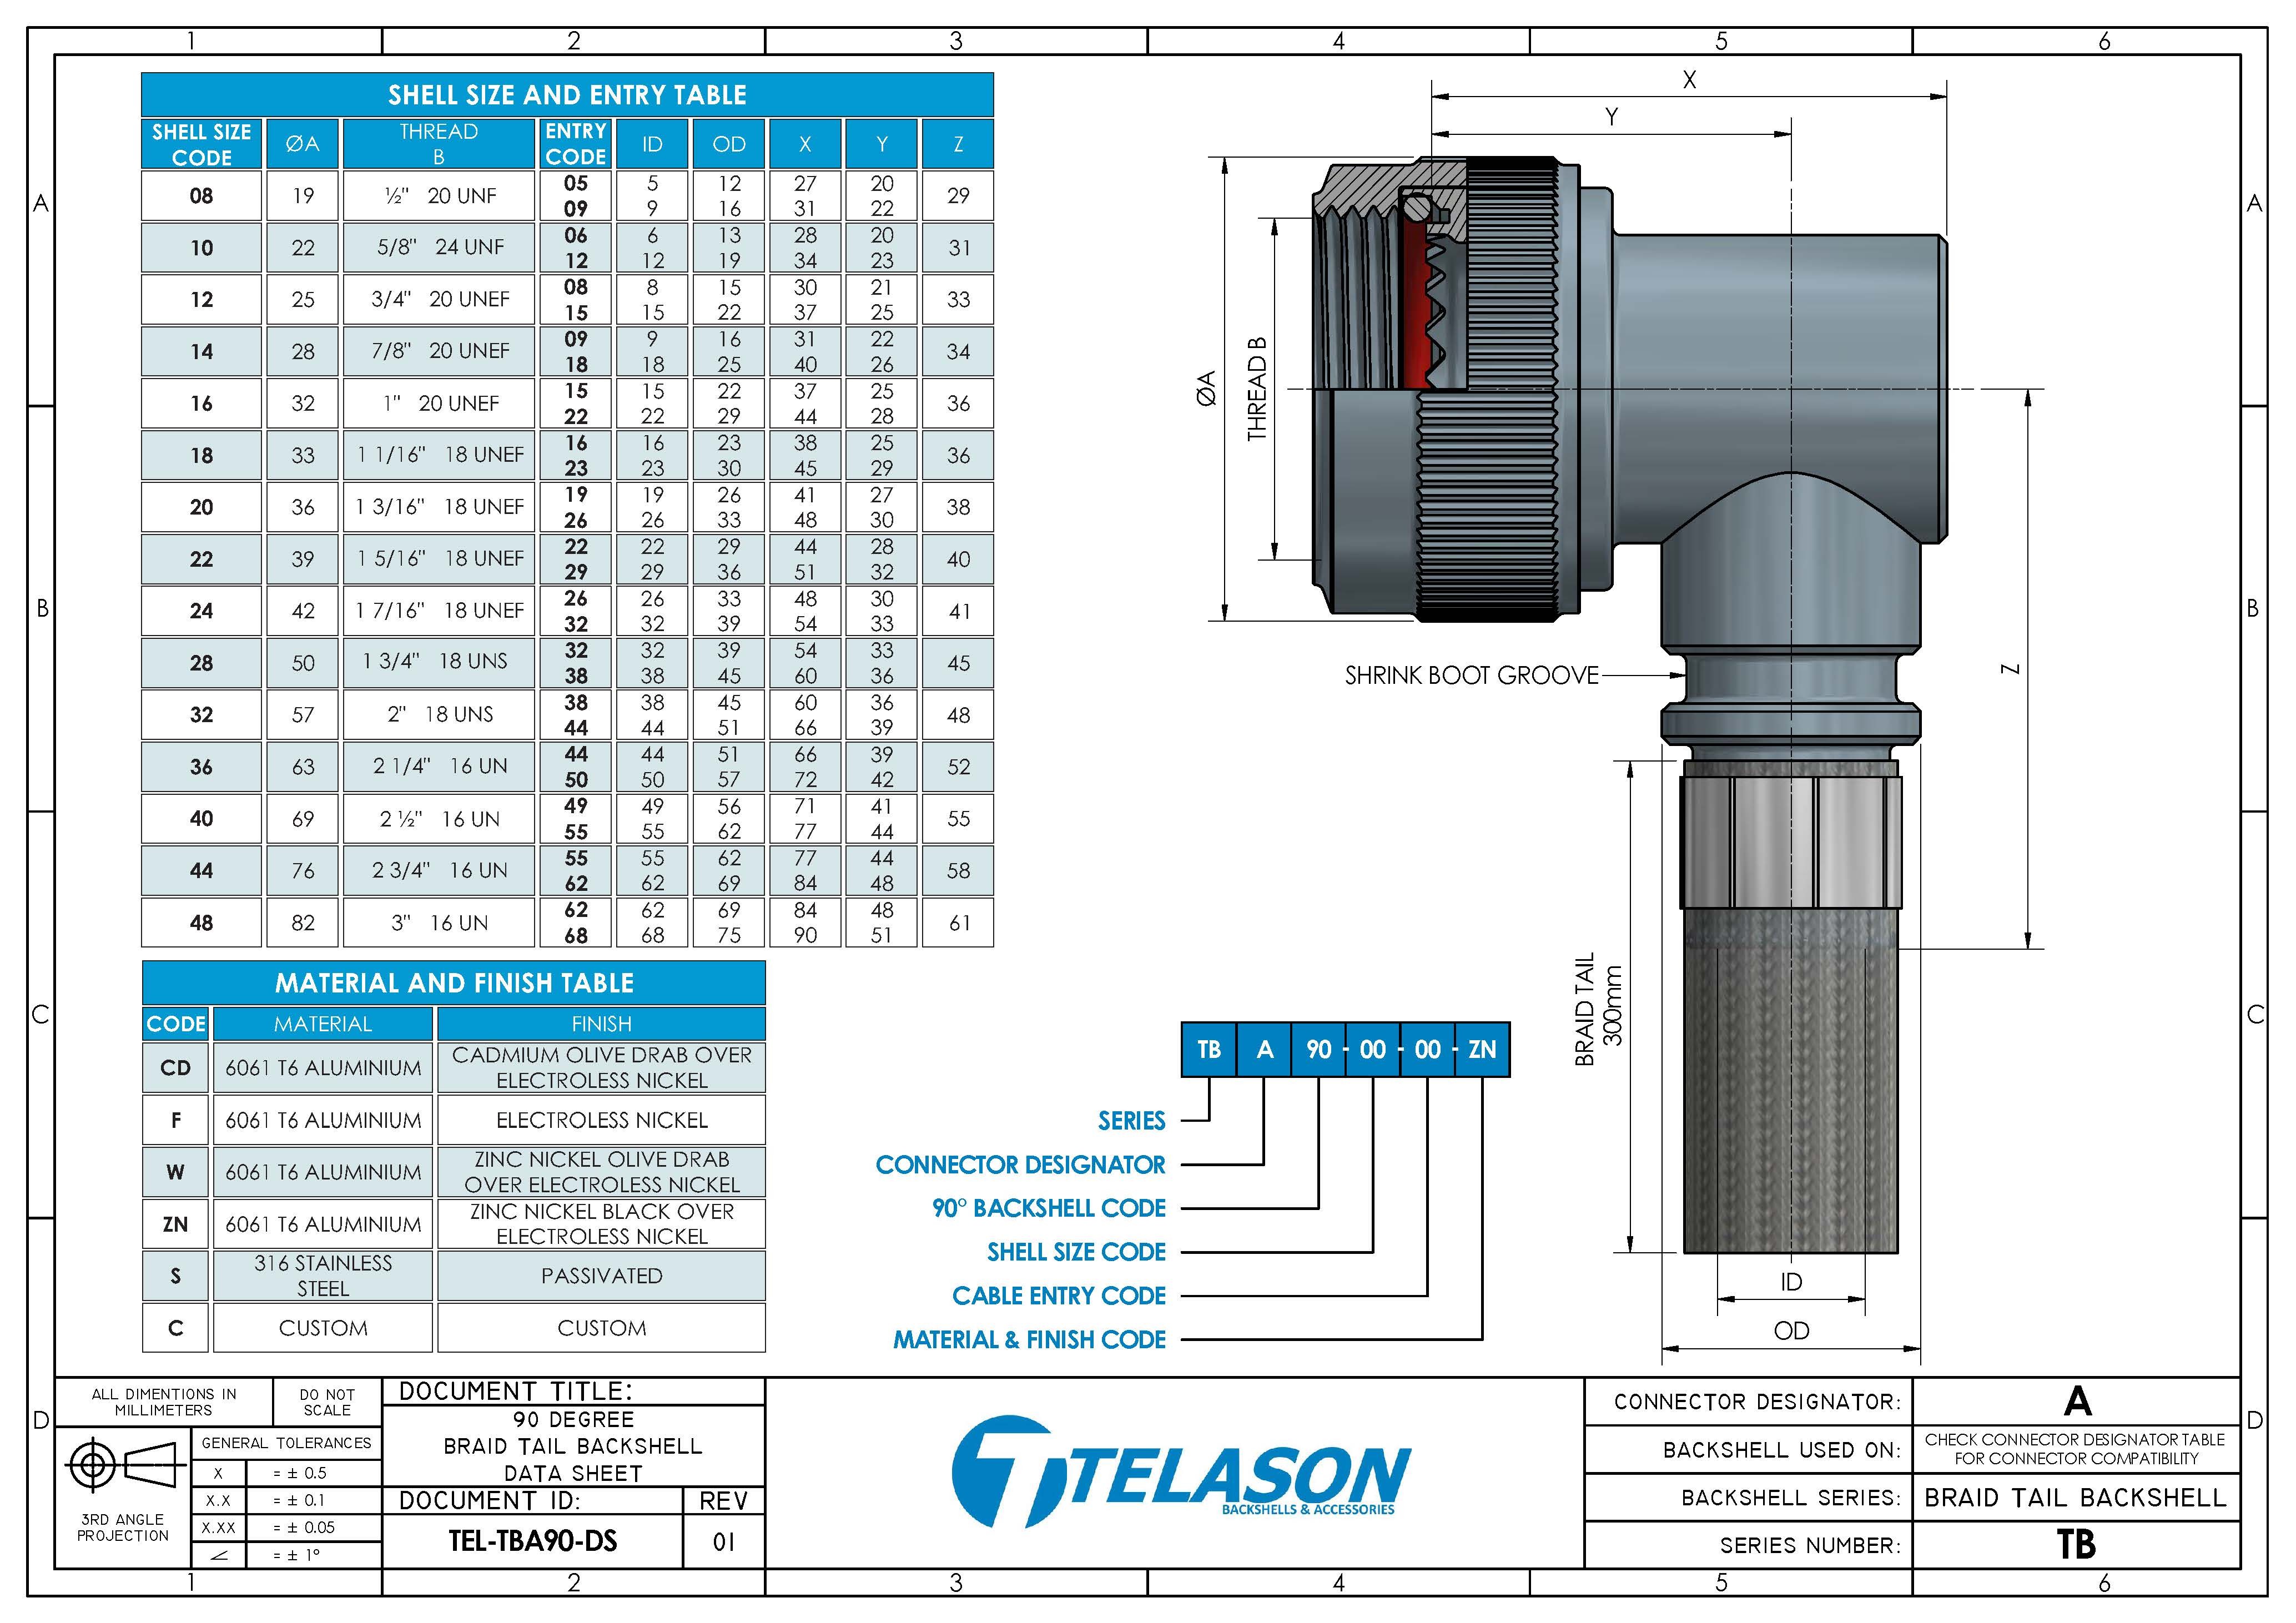 1 2 3 4 5 6
SHELL SIZE AND ENTRY TABLE
SHELL SIZE CODE ØA THREAD B ENTRY CODE ID OD X Y Z
08 19 ½" 20 UNF 05 5 12 27 20 29
09 9 16 31 22
10 22 5/8" 24 UNF 06 6 13 28 20 31
12 12 19 34 23
12 25 3/4" 20 UNEF 08 8 15 30 21 33
15 15 22 37 25
14 28 7/8" 20 UNEF 09 9 16 31 22 34
18 18 25 40 26
16 32 1" 20 UNEF 15 15 22 37 25 36
22 22 29 44 28
18 33 1 1/16" 18 UNEF 16 16 23 38 25 36
23 23 30 45 29
20 36 1 3/16" 18 UNEF 19 19 26 41 27 38
26 26 33 48 30
22 39 1 5/16" 18 UNEF 22 22 29 44 28 40
29 29 36 51 32
24 42 1 7/16" 18 UNEF 26 26 33 48 30 41
32 32 39 54 33
28 50 1 3/4" 18 UNS 32 32 39 54 33 45
38 38 45 60 36
32 57 2" 18 UNS 38 38 45 60 36 48
44 44 51 66 39
36 63 2 1/4" 16 UN 44 44 51 66 39 52
50 50 57 72 42
40 69 2 ½" 16 UN 49 49 56 71 41 55
55 55 62 77 44
44 76 2 3/4" 16 UN 55 55 62 77 44 58
62 62 69 84 48
48 82 3" 16 UN 62 62 69 84 48 61
68 68 75 90 51
MATERIAL AND FINISH TABLE
CODE MATERIAL FINISH
CD 6061 T6 ALUMINIUM CADMIUM OLIVE DRAB OVER ELECTROLESS NICKEL
F 6061 T6 ALUMINIUM ELECTROLESS NICKEL
W 6061 T6 ALUMINIUM ZINC NICKEL OLIVE DRAB OVER ELECTROLESS NICKEL
ZN 6061 T6 ALUMINIUM ZINC NICKEL BLACK OVER ELECTROLESS NICKEL
S 316 STAINLESS STEEL PASSIVATED
C CUSTOM CUSTOM
X
Y
ØA
THREAD B
SHRINK BOOT GROOVE
Z
BRAID TAIL
300mm
ID
OD
TB A 90 - 00 - 00 - ZN
SERIES
CONNECTOR DESIGNATOR
90° BACKSHELL CODE
SHELL SIZE CODE
CABLE ENTRY CODE
MATERIAL & FINISH CODE
A A
B B
C C
D D
ALL DIMENTIONS IN
MILLIMETERS
DO NOT
SCALE
GENERAL TOLERANCES
X = ± 0.5
X.X = ± 0.1
X.XX = ± 0.05
∠ = ± 1°
3RD ANGLE
PROJECTION
DOCUMENT TITLE:
90 DEGREE
BRAID TAIL BACKSHELL
DATA SHEET
DOCUMENT ID: REV
TEL-TBA90-DS 01
T TELASON
BACKSHELLS & ACCESSORIES
CONNECTOR DESIGNATOR: A
BACKSHELL USED ON: CHECK CONNECTOR DESIGNATOR TABLE
FOR CONNECTOR COMPATIBILITY
BACKSHELL SERIES: BRAID TAIL BACKSHELL
SERIES NUMBER: TB
1 2 3 4 5 6